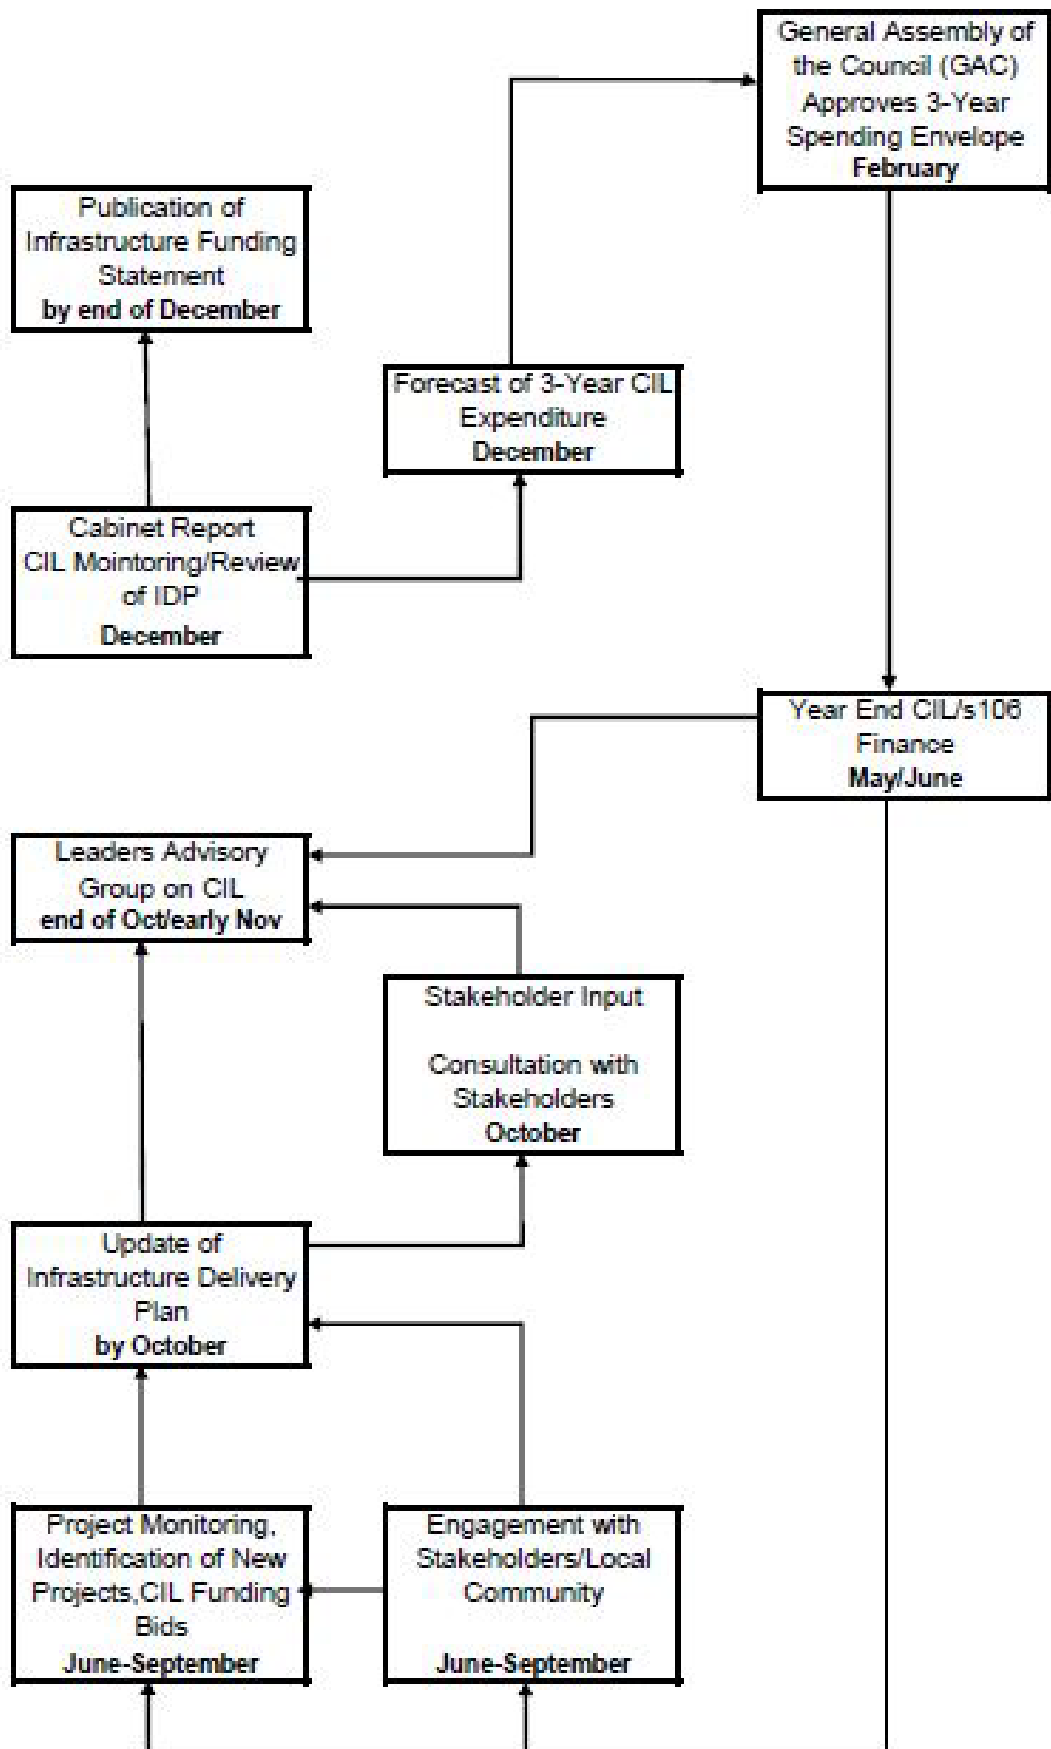 General Assembly of
the Council (GAC)
Approves 3-Year
Spending Envelope
February
Publication of
Infrastructure Funding
Statement
by end of December
Forecast of 3-Year CIL
Expenditure
December
Cabinet Report
CIL Mointoring/Review
of IDP
December
Year End CIL/s106
Finance
May/June
Leaders Advisory
Group on CIL
end of Oct/early Nov
Stakeholder Input
Consultation with
Stakeholders
October
Update of
Infrastructure Delivery
Plan
by October
Project Monitoring,
Identification of New
Projects,CIL Funding
Bids
June-September
Engagement with
Stakeholders/Local
Community
June-September